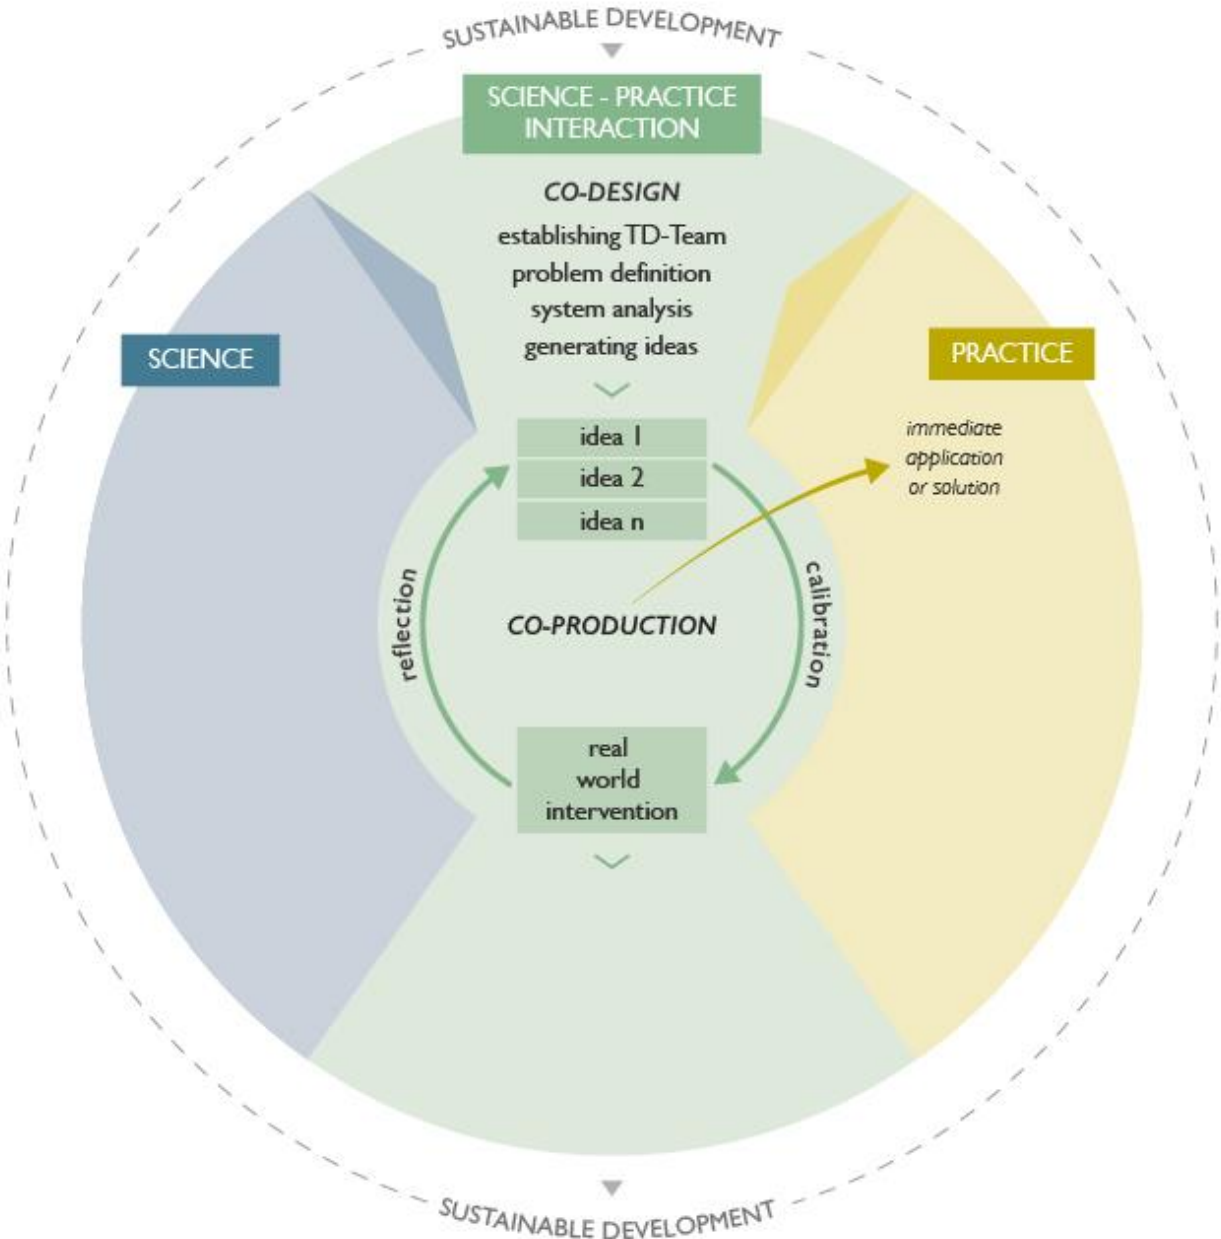 SUSTAINABLE DEVELOPMENT
SCIENCE - PRACTICE
INTERACTION
CO-DESIGN
establishing TD-Team
problem definition
system analysis
generating ideas
SCIENCE
PRACTICE
idea 1
idea 2
idea n
immediate
application
or solution
reflection
CO-PRODUCTION
calibration
real
world
intervention
SUSTAINABLE DEVELOPMENT